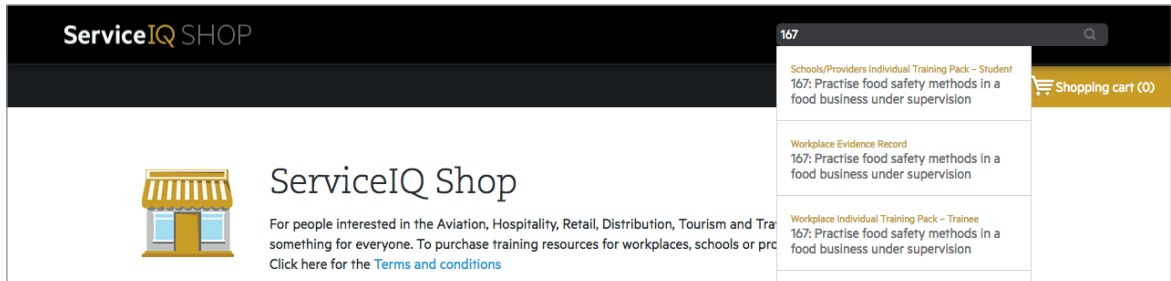 ServiceIQ SHOP
167
Schools/Providers Individual Training Pack – Student
167: Practise food safety methods in a
food business under supervision
Shopping cart (0)
Workplace Evidence Record
167: Practise food safety methods in a
food business under supervision
Workplace Individual Training Pack – Trainee
167: Practise food safety methods in a
food business under supervision
ServiceIQ Shop
For people interested in the Aviation, Hospitality, Retail, Distribution, Tourism and
something for everyone. To purchase training resources for workplaces, schools or
Click here for the Terms and conditions